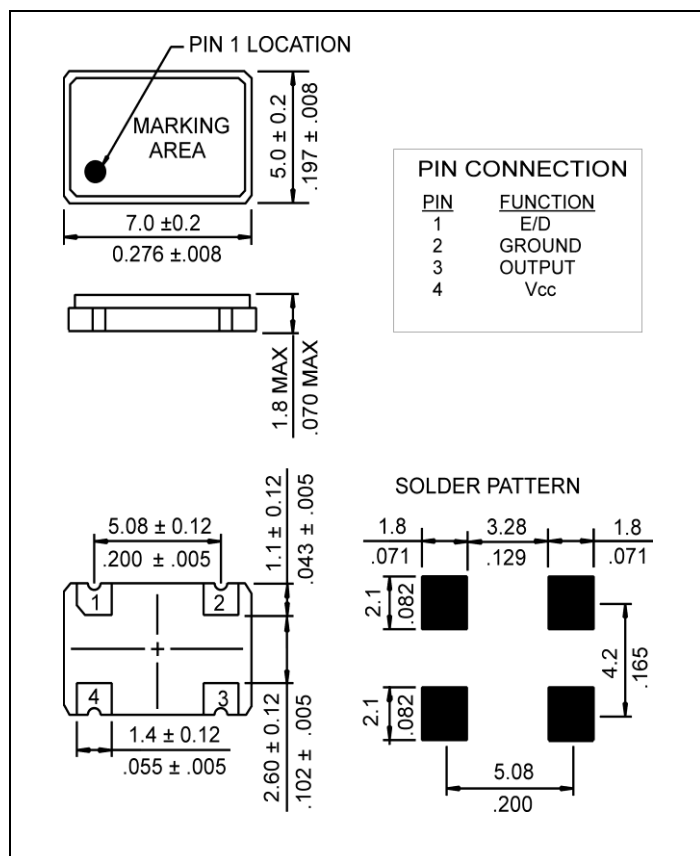 PIN 1 LOCATION
MARKING
AREA
5.0 ± 0.2
.197 ± .008
7.0 ±0.2
0.276 ±.008
PIN CONNECTION
PIN FUNCTION
1 E/D
2 GROUND
3 OUTPUT
4 Vcc
1.8 MAX
.070 MAX
5.08 ± 0.12
.200 ± .005
1.1 ± 0.12
.043 ± .005
1 2
4 3
1.4 ± 0.12
.055 ± .005
2.60 ± 0.12
.102 ± .005
SOLDER PATTERN
1.8 3.28 1.8
.071 .129 .071
2.1
.082
4.2
.165
2.1
.082
5.08
.200